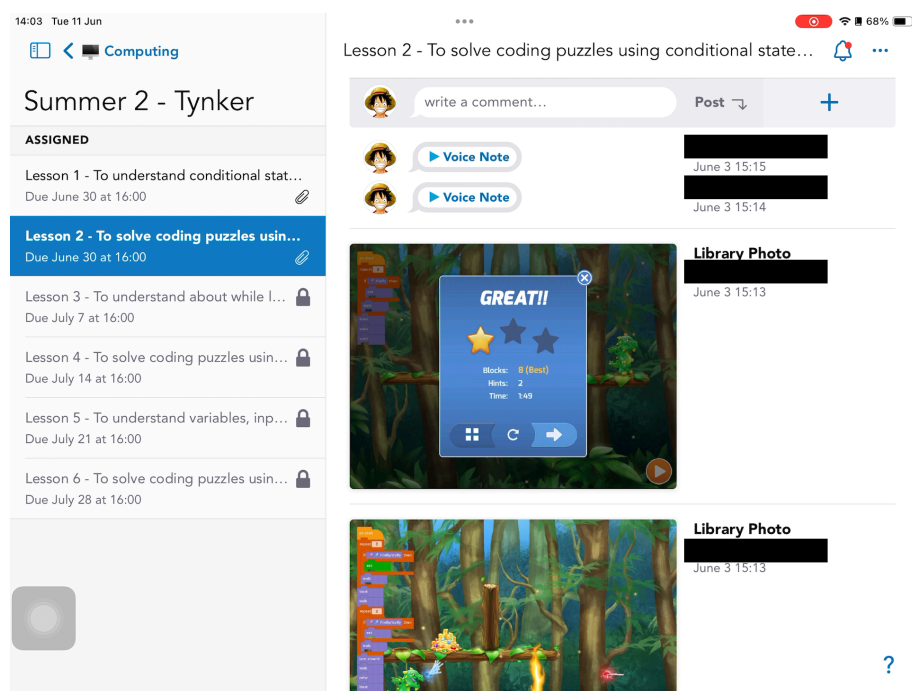 14:03 Tue 11 Jun
68%
Computing
Summer 2 - Tynker
ASSIGNED
Lesson 1 - To understand conditional stat...
Due June 30 at 16:00
Lesson 2 - To solve coding puzzles usin...
Due June 30 at 16:00
Lesson 3 - To understand about while l...
Due July 7 at 16:00
Lesson 4 - To solve coding puzzles usin...
Due July 14 at 16:00
Lesson 5 - To understand variables, inp...
Due July 21 at 16:00
Lesson 6 - To solve coding puzzles usin...
Due July 28 at 16:00
Lesson 2 - To solve coding puzzles using conditional state...
write a comment...
Post
Voice Note
June 3 15:15
Voice Note
June 3 15:14
Library Photo
June 3 15:13
GREAT!!
Blocks: 8 (Best)
Hints: 2
Time: 1:49
Library Photo
June 3 15:13
?